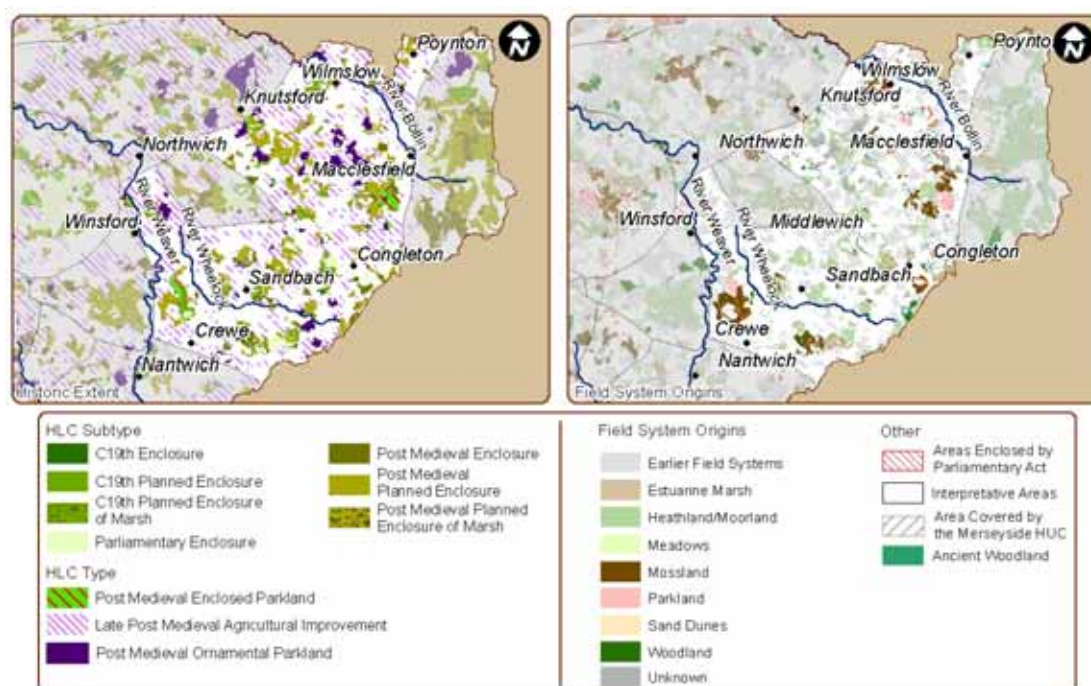 N
Poynton
Wilmslow
River Bollin
Knutsford
Northwich
Macclesfield
River Weaver
Winsford
River Wheelock
Congleton
Sandbach
Crewe
Nantwich
Historic Extent
N
Poynton
Wilmslow
River Bollin
Knutsford
Northwich
Macclesfield
River Weaver
Winsford
River Wheelock
Middlewich
Congleton
Sandbach
Crewe
Nantwich
Field System Origins
HLC Subtype
C19th Enclosure
C19th Planned Enclosure
C19th Planned Enclosure
of Marsh
Parliamentary Enclosure
Post Medieval Enclosure
Post Medieval
Planned Enclosure
Post Medieval Planned
Enclosure of Marsh
HLC Type
Post Medieval Enclosed Parkland
Late Post Medieval Agricultural Improvement
Post Medieval Ornamental Parkland
Field System Origins
Earlier Field Systems
Estuarine Marsh
Heathland/Moorland
Meadows
Mossland
Parkland
Sand Dunes
Woodland
Unknown
Other
Areas Enclosed by
Parliamentary Act
Interpretative Areas
Area Covered by
the Merseyside HUC
Ancient Woodland